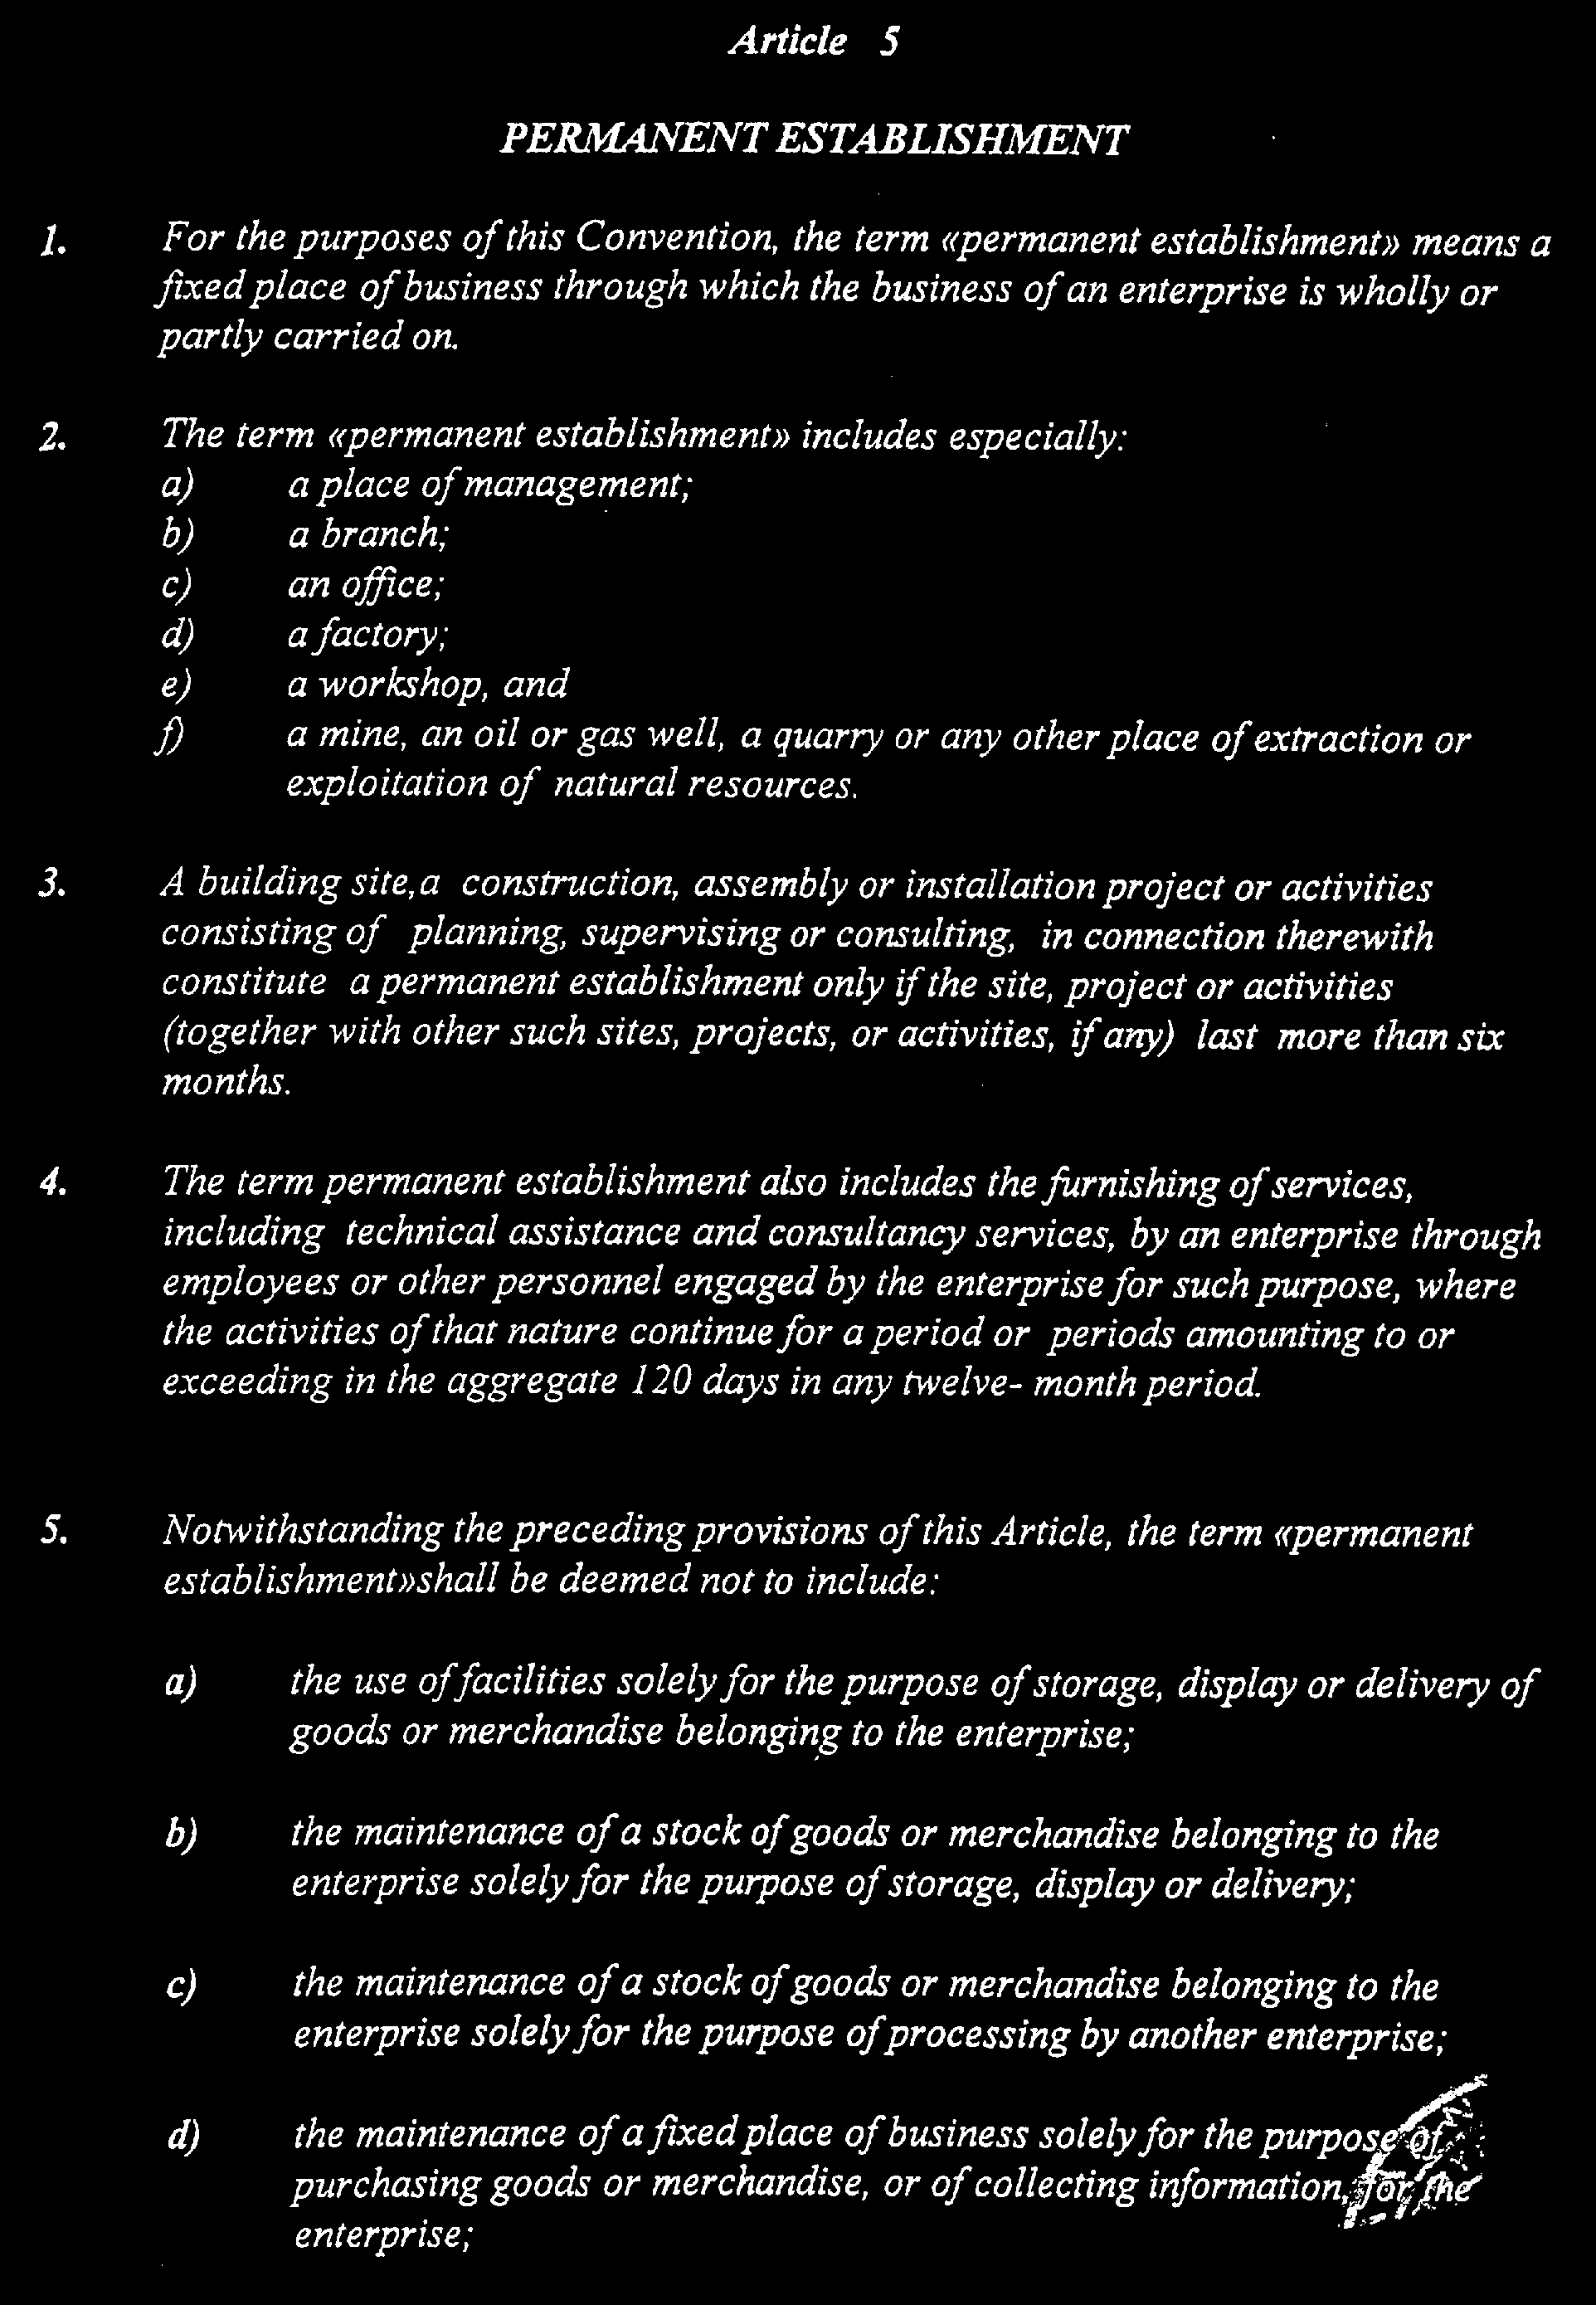 Article 5
PERMANENT ESTABLISHMENT
1. For the purposes of this Convention, the term «permanent establishment» means a
fixed place of business through which the business of an enterprise is wholly or
partly carried on.
2. The term «permanent establishment» includes especially:
a) a place of management;
b) a branch;
c) an office;
d) a factory;
e) a workshop, and
f) a mine, an oil or gas well, a quarry or any other place of extraction or
exploitation of natural resources.
3. A building site, a construction, assembly or installation project or activities
consisting of planning, supervising or consulting, in connection therewith
constitute a permanent establishment only if the site, project or activities
(together with other such sites, projects, or activities, if any) last more than six
months.
4. The term permanent establishment also includes the furnishing of services,
including technical assistance and consultancy services, by an enterprise through
employees or other personnel engaged by the enterprise for such purpose, where
the activities of that nature continue for a period or periods amounting to or
exceeding in the aggregate 120 days in any twelve- month period.
5. Notwithstanding the preceding provisions of this Article, the term «permanent
establishment»shall be deemed not to include:
a) the use of facilities solely for the purpose of storage, display or delivery of
goods or merchandise belonging to the enterprise;
b) the maintenance of a stock of goods or merchandise belonging to the
enterprise solely for the purpose of storage, display or delivery;
c) the maintenance of a stock of goods or merchandise belonging to the
enterprise solely for the purpose of processing by another enterprise;
d) the maintenance of a fixed place of business solely for the purpose of
purchasing goods or merchandise, or of collecting information, for the
enterprise;